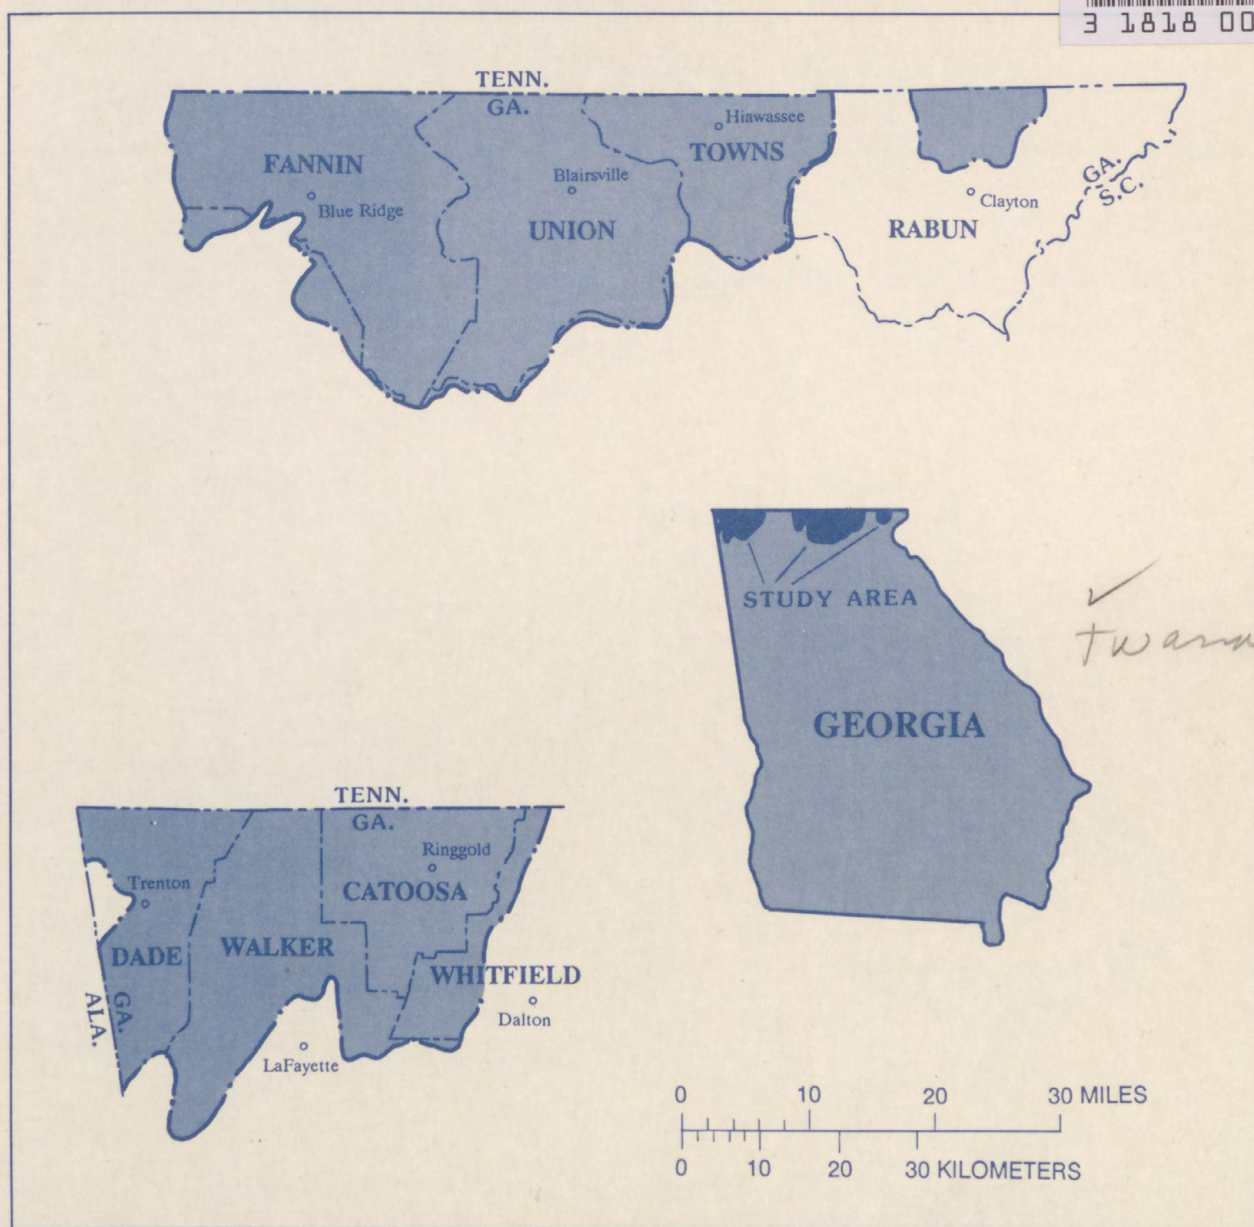 3 1818 00
TENN.
GA.
Hiawassee
FANNIN
TOWNS
Blairsville
Blue Ridge
UNION
Clayton
RABUN
GA.
S.C.
STUDY AREA
GEORGIA
TENN.
GA.
Ringgold
Trenton
CATOOSA
DADE
WALKER
WHITFIELD
GA.
ALA.
Dalton
LaFayette
0 10 20 30 MILES
0 10 20 30 KILOMETERS